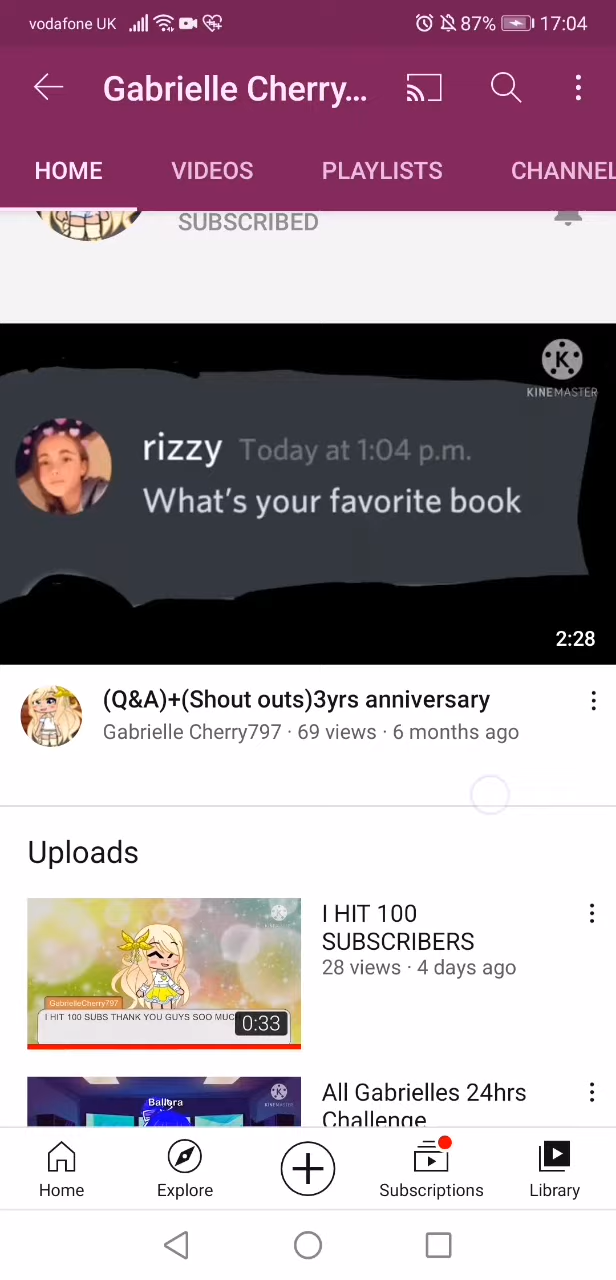 vodafone UK 87% 17:04
Gabrielle Cherry...
HOME VIDEOS PLAYLISTS CHANNEL
SUBSCRIBED
K
KINEMASTER
rizzy Today at 1:04 p.m.
What's your favorite book
2:28
(Q&A)+(Shout outs)3yrs anniversary
Gabrielle Cherry797 · 69 views · 6 months ago
Uploads
I HIT 100
SUBSCRIBERS
28 views · 4 days ago
GabrielleCherry797
I HIT 100 SUBS THANK YOU GUYS SOO MUC
0:33
Ballora
KINEMASTER
All Gabrielles 24hrs
Challenge
Home Explore Subscriptions Library